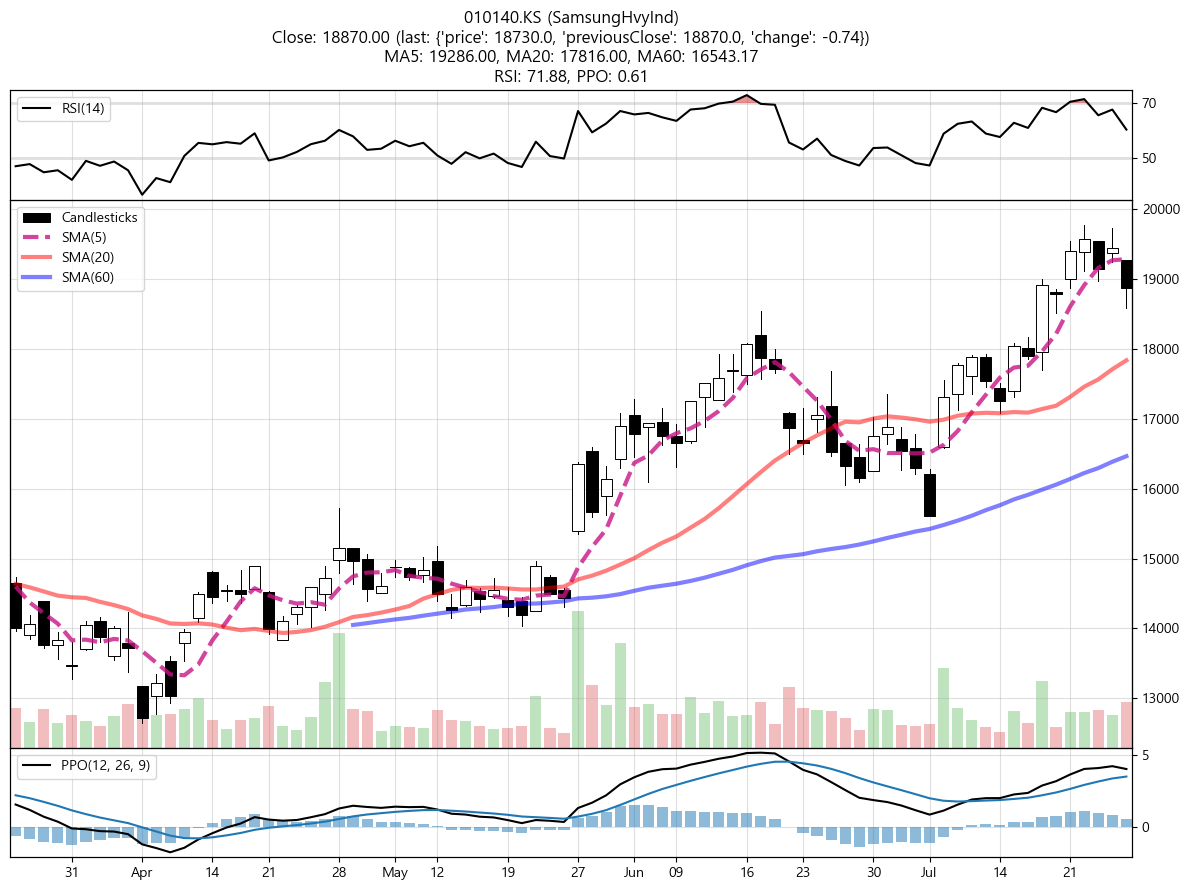 010140.KS (SamsungHvyInd)
Close: 18870.00 (last: {'price': 18730.0, 'previousClose': 18870.0, 'change': -0.74})
MA5: 19286.00, MA20: 17816.00, MA60: 16543.17
RSI: 71.88, PPO: 0.61
RSI(14)
70
50
Candlesticks
SMA(5)
SMA(20)
SMA(60)
20000
19000
18000
17000
16000
15000
14000
13000
PPO(12, 26, 9)
5
0
31 Apr 14 21 28 May 12 19 27 Jun 09 16 23 30 Jul 14 21